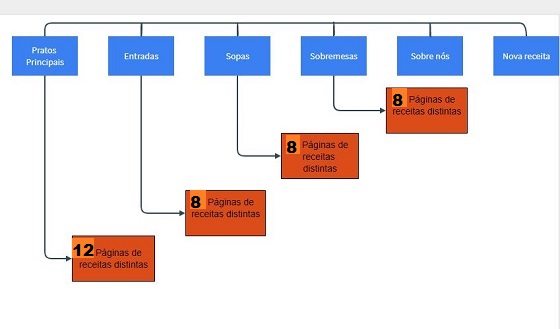 Pratos
Principais
Entradas
Sopas
Sobremesas
Sobre nós
Nova receita
8 Páginas de
receitas distintas
8 Páginas de
receitas
distintas
8 Páginas de
receitas distintas
12 Páginas de
receitas distintas